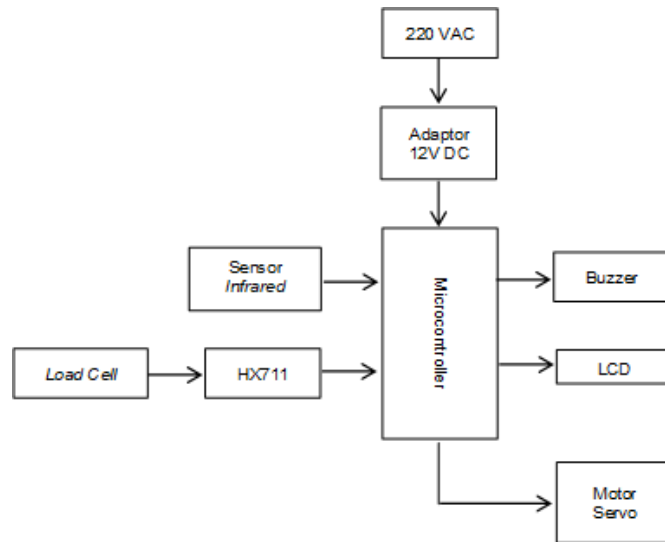 220 VAC
Adaptor
12V DC
Sensor
Infrared
Microcontroller
Buzzer
Load Cell
HX711
LCD
Motor
Servo